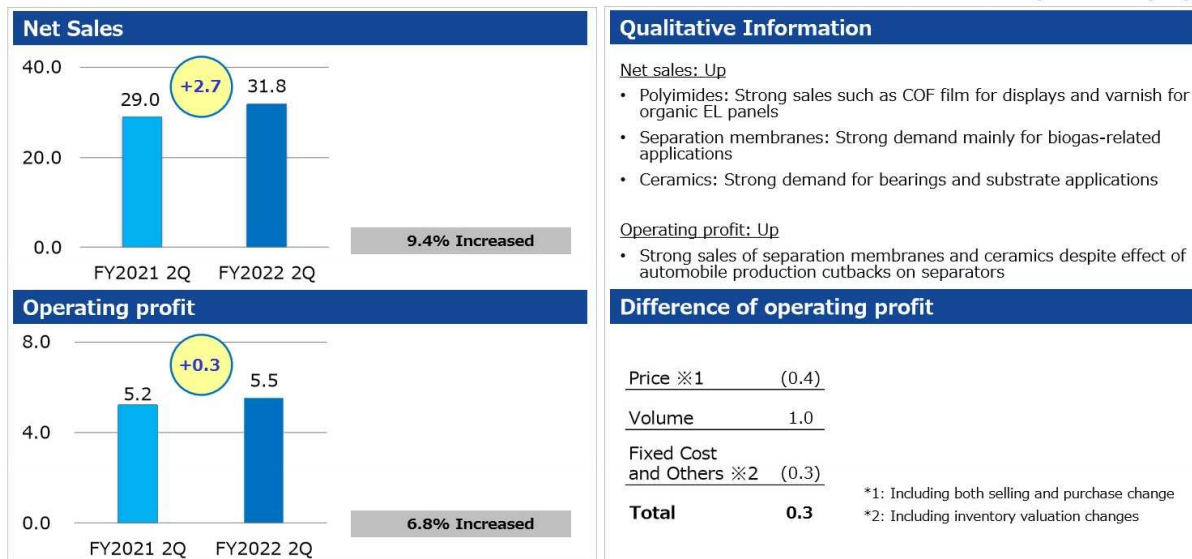 Net Sales
40.0
20.0
0.0
29.0
+2.7
31.8
FY2021 2Q
FY2022 2Q
9.4% Increased
Operating profit
8.0
4.0
0.0
5.2
+0.3
5.5
FY2021 2Q
FY2022 2Q
6.8% Increased
Qualitative Information
Net sales: Up
• Polyimides: Strong sales such as COF film for displays and varnish for
organic EL panels
• Separation membranes: Strong demand mainly for biogas-related
applications
• Ceramics: Strong demand for bearings and substrate applications
Operating profit: Up
• Strong sales of separation membranes and ceramics despite effect of
automobile production cutbacks on separators
Difference of operating profit
Price ※1 (0.4)
Volume 1.0
Fixed Cost
and Others ※2 (0.3)
Total 0.3
*1: Including both selling and purchase change
*2: Including inventory valuation changes